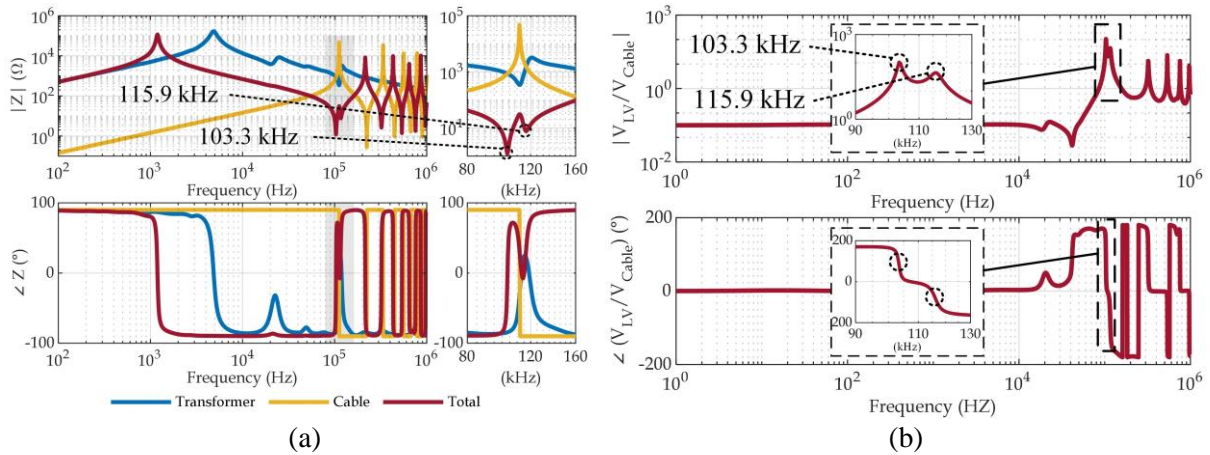 10^5
10^4
10^2
10^0
| Z | (Ω)
115.9 kHz
103.3 kHz
10^2
10^3
10^4
10^5
10^6
Frequency (Hz)
10^5
10^3
10^1
80
120
160
(kHz)
100
0
-100
∠ Z (°)
10^2
10^3
10^4
10^5
10^6
Frequency (Hz)
100
0
-100
80
120
160
(kHz)
Transformer
Cable
Total
(a)
10^3
10^-2
|V_LV/V_Cable|
103.3 kHz
115.9 kHz
10^3
10^0
90
110
130
(kHz)
10^0
10^2
10^4
10^6
Frequency (Hz)
200
0
-200
∠ (V_LV/V_Cable) (°)
200
100
0
200
90
110
130
(kHz)
10^0
10^2
10^4
10^6
Frequency (HZ)
(b)